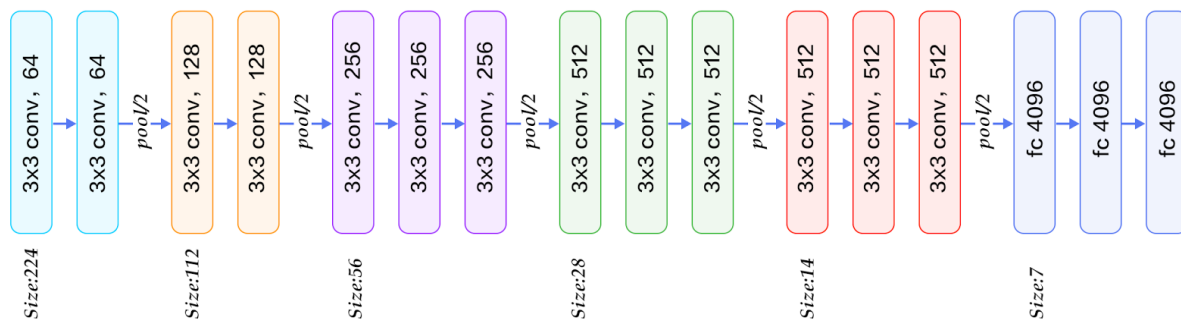 3x3 conv, 64
3x3 conv, 64
pool/2
3x3 conv, 128
3x3 conv, 128
pool/2
3x3 conv, 256
3x3 conv, 256
3x3 conv, 256
pool/2
3x3 conv, 512
3x3 conv, 512
3x3 conv, 512
pool/2
3x3 conv, 512
3x3 conv, 512
3x3 conv, 512
pool/2
fc 4096
fc 4096
fc 4096
Size:224
Size:112
Size:56
Size:28
Size:14
Size:7